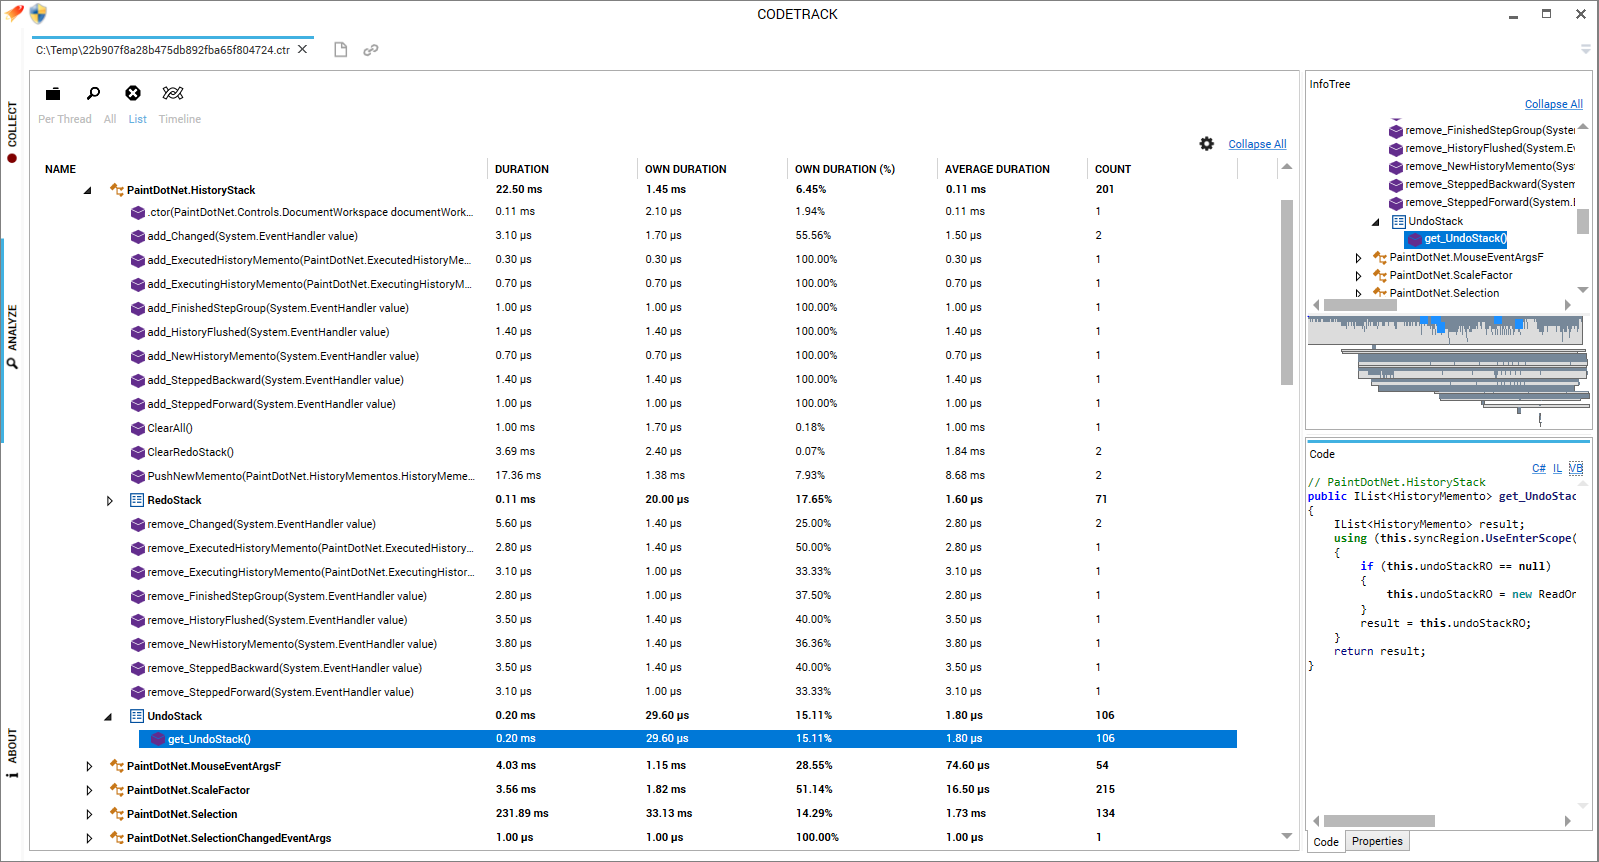 CODETRACK
C:\Temp\22b907f8a28b475db892fba65f804724.ctr
COLLECT
ANALYZE
ABOUT
Per Thread All List Timeline
Collapse All
NAME DURATION OWN DURATION OWN DURATION (%) AVERAGE DURATION COUNT
PaintDotNet.HistoryStack 22.50 ms 1.45 ms 6.45% 0.11 ms 201
.ctor(PaintDotNet.Controls.DocumentWorkspace documentWork... 0.11 ms 2.10 µs 1.94% 0.11 ms 1
add_Changed(System.EventHandler value) 3.10 µs 1.70 µs 55.56% 1.50 µs 2
add_ExecutedHistoryMemento(PaintDotNet.ExecutedHistoryMe... 0.30 µs 0.30 µs 100.00% 0.30 µs 1
add_ExecutingHistoryMemento(PaintDotNet.ExecutingHistoryM... 0.70 µs 0.70 µs 100.00% 0.70 µs 1
add_FinishedStepGroup(System.EventHandler value) 1.00 µs 1.00 µs 100.00% 1.00 µs 1
add_HistoryFlushed(System.EventHandler value) 1.40 µs 1.40 µs 100.00% 1.40 µs 1
add_NewHistoryMemento(System.EventHandler value) 0.70 µs 0.70 µs 100.00% 0.70 µs 1
add_SteppedBackward(System.EventHandler value) 1.40 µs 1.40 µs 100.00% 1.40 µs 1
add_SteppedForward(System.EventHandler value) 1.00 µs 1.00 µs 100.00% 1.00 µs 1
ClearAll() 1.00 ms 1.70 µs 0.18% 1.00 ms 1
ClearRedoStack() 3.69 ms 2.40 µs 0.07% 1.84 ms 2
PushNewMemento(PaintDotNet.HistoryMementos.HistoryMeme... 17.36 ms 1.38 ms 7.93% 8.68 ms 2
RedoStack 0.11 ms 20.00 µs 17.65% 1.60 µs 71
remove_Changed(System.EventHandler value) 5.60 µs 1.40 µs 25.00% 2.80 µs 2
remove_ExecutedHistoryMemento(PaintDotNet.ExecutedHistory... 2.80 µs 1.40 µs 50.00% 2.80 µs 1
remove_ExecutingHistoryMemento(PaintDotNet.ExecutingHistor... 3.10 µs 1.00 µs 33.33% 3.10 µs 1
remove_FinishedStepGroup(System.EventHandler value) 2.80 µs 1.00 µs 37.50% 2.80 µs 1
remove_HistoryFlushed(System.EventHandler value) 3.50 µs 1.40 µs 40.00% 3.50 µs 1
remove_NewHistoryMemento(System.EventHandler value) 3.80 µs 1.40 µs 36.36% 3.80 µs 1
remove_SteppedBackward(System.EventHandler value) 3.50 µs 1.40 µs 40.00% 3.50 µs 1
remove_SteppedForward(System.EventHandler value) 3.10 µs 1.00 µs 33.33% 3.10 µs 1
UndoStack 0.20 ms 29.60 µs 15.11% 1.80 µs 106
get_UndoStack() 0.20 ms 29.60 µs 15.11% 1.80 µs 106
PaintDotNet.MouseEventArgsF 4.03 ms 1.15 ms 28.55% 74.60 µs 54
PaintDotNet.ScaleFactor 3.56 ms 1.82 ms 51.14% 16.50 µs 215
PaintDotNet.Selection 231.89 ms 33.13 ms 14.29% 1.73 ms 134
PaintDotNet.SelectionChangedEventArgs 1.00 µs 1.00 µs 100.00% 1.00 µs 1
InfoTree
Collapse All
remove_FinishedStepGroup(System
remove_HistoryFlushed(System.E
remove_NewHistoryMemento(Sys
remove_SteppedBackward(System
remove_SteppedForward(System.
UndoStack
get_UndoStack()
PaintDotNet.MouseEventArgsF
PaintDotNet.ScaleFactor
PaintDotNet.Selection
Code
C# IL VB
// PaintDotNet.HistoryStack
public IList<HistoryMemento> get_UndoStac
{
IList<HistoryMemento> result;
using (this.syncRegion.UseEnterScope(
{
if (this.undoStackRO == null)
{
this.undoStackRO = new ReadOn
}
result = this.undoStackRO;
}
return result;
}
Code Properties